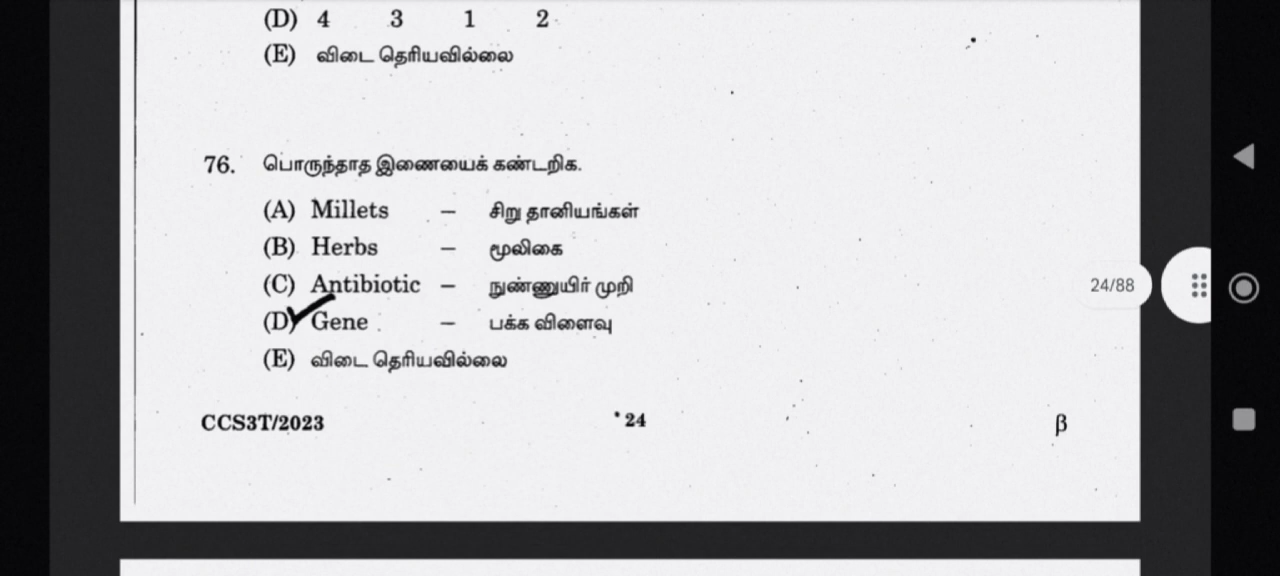 (D) 4 3 1 2
(E) விடை தெரியவில்லை
76. பொருந்தாத இணையைக் கண்டறிக.
(A) Millets – சிறு தானியங்கள்
(B) Herbs – மூலிகை
(C) Antibiotic – நுண்ணுயிர் முறி
(D) Gene – பக்க விளைவு
(E) விடை தெரியவில்லை
CCS3T/2023 24 β
24/88